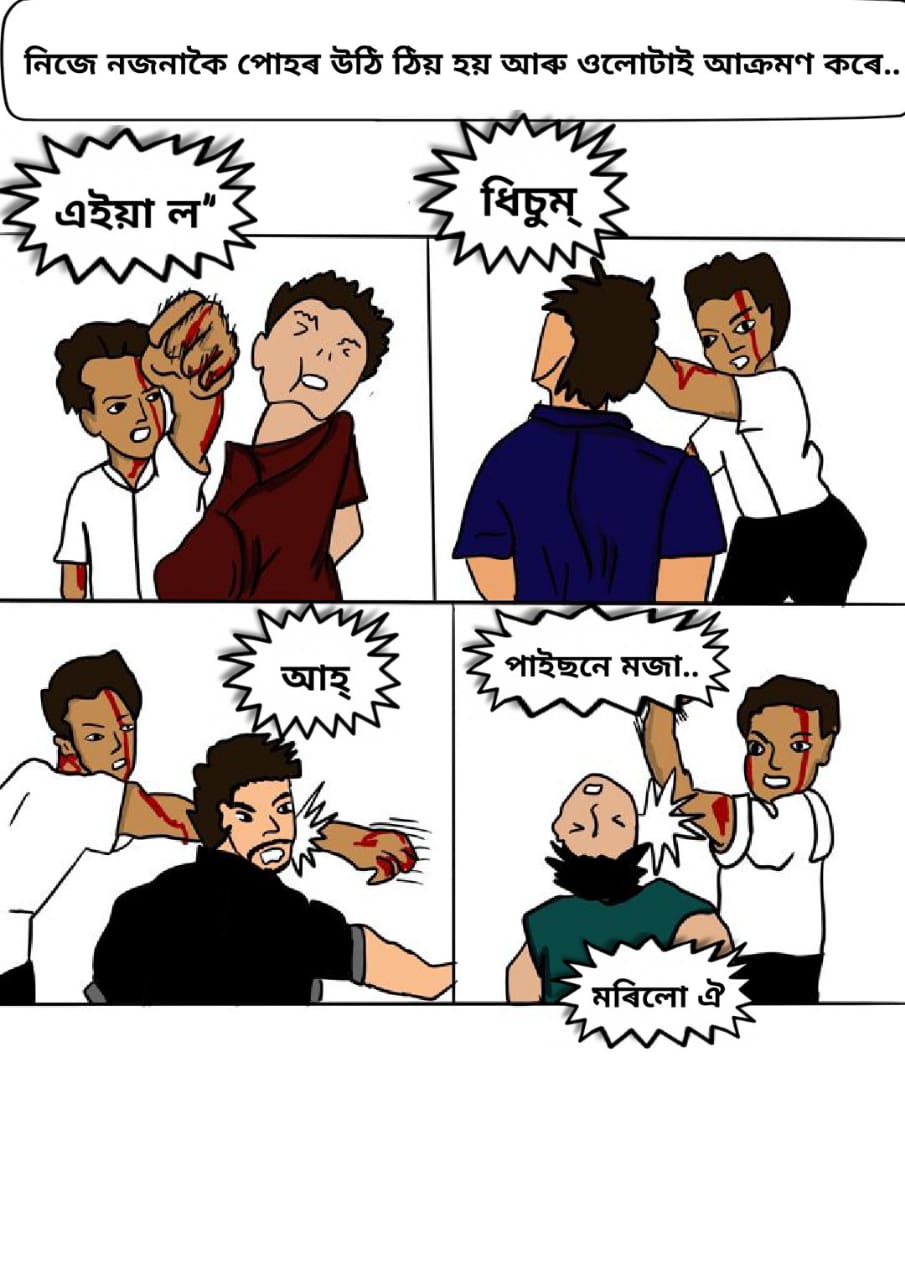 নিজে নজনাকৈ পোহৰ উঠি ঠিয় হয় আৰু ওলোটাই আক্ৰমণ কৰে..
এইয়া ল"
ধিচুম্
আহ্
পাইছনে মজা..
মৰিলো ঐ